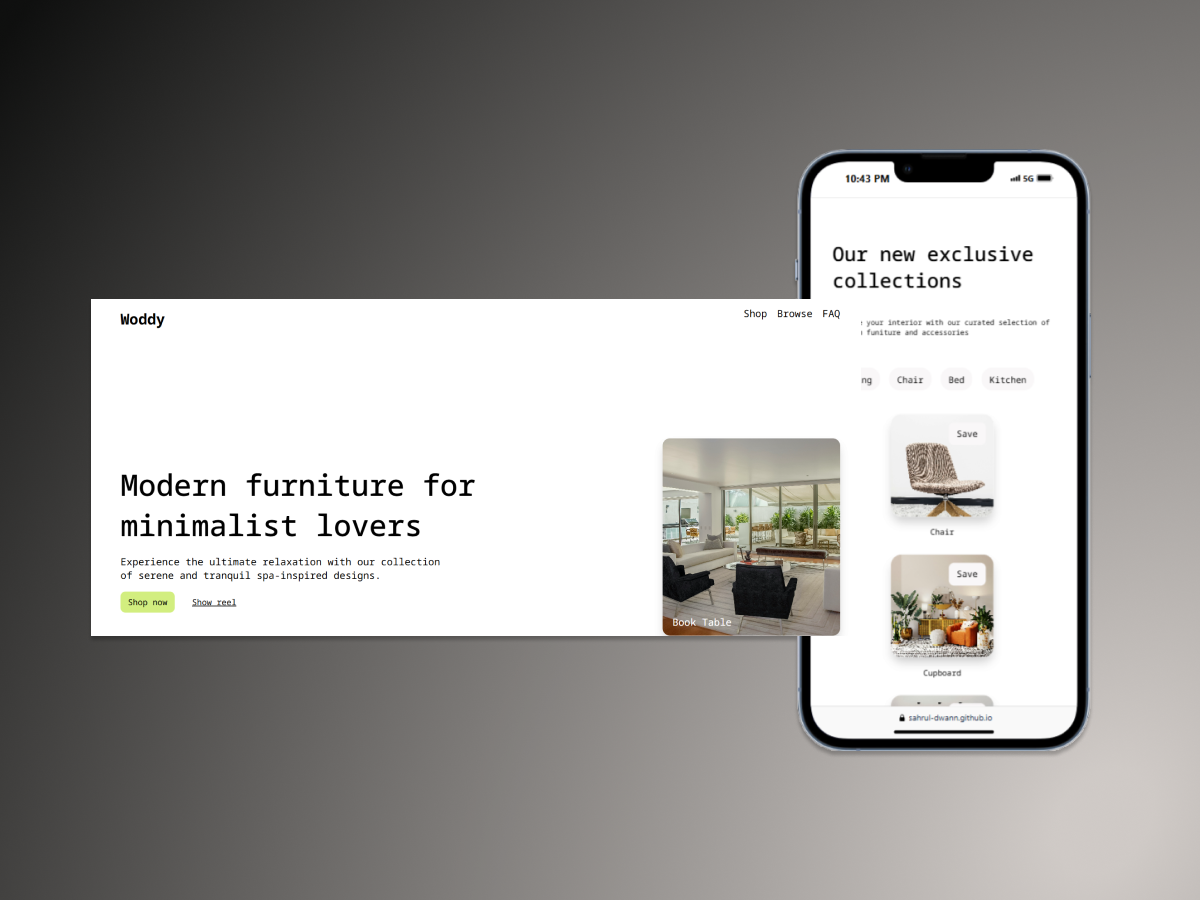 Woddy
Shop Browse FAQ
Modern furniture for
minimalist lovers
Experience the ultimate relaxation with our collection
of serene and tranquil spa-inspired designs.
Shop now
Show reel
Book Table
10:43 PM
5G
Our new exclusive
collections
your interior with our curated selection of
funiture and accessories
ng
Chair
Bed
Kitchen
Save
Chair
Save
Cupboard
sahrul-dwann.github.io